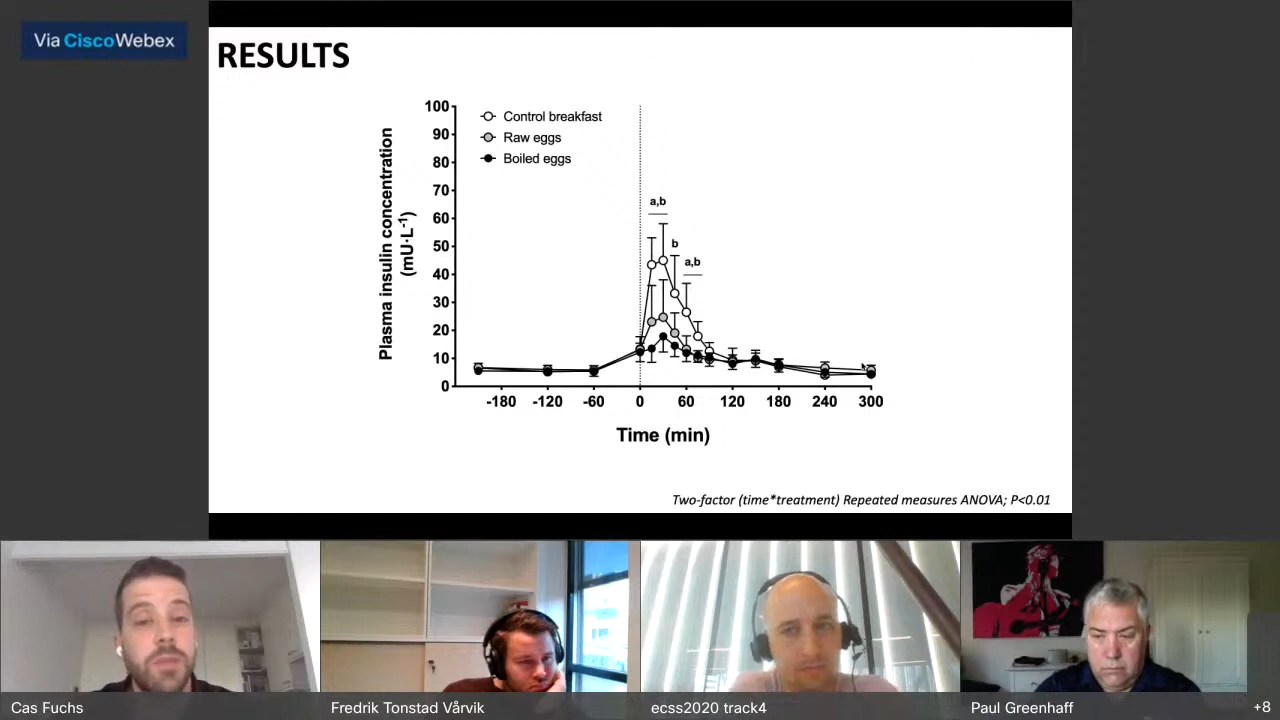 Via CiscoWebex
RESULTS
100
90
80
70
60
50
40
30
20
10
0
Plasma insulin concentration
(mU·L-1)
Control breakfast
Raw eggs
Boiled eggs
a,b
b
a,b
-180 -120 -60 0 60 120 180 240 300
Time (min)
Two-factor (time*treatment) Repeated measures ANOVA; P<0.01
Cas Fuchs
Fredrik Tonstad Vårvik
ecss2020 track4
Paul Greenhaff
+8